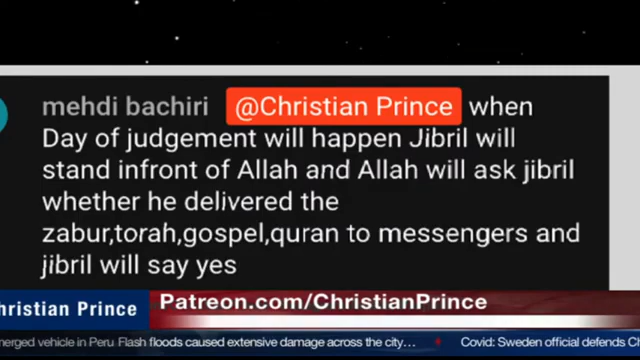 mehdi bachiri @Christian Prince when
Day of judgement will happen Jibril will
stand infront of Allah and Allah will ask jibril
whether he delivered the
zabur,torah,gospel,quran to messengers and
jibril will say yes
hristian Prince Patreon.com/ChristianPrince
merged vehicle in Peru Flash floods caused extensive damage across the city… Covid: Sweden official defends C